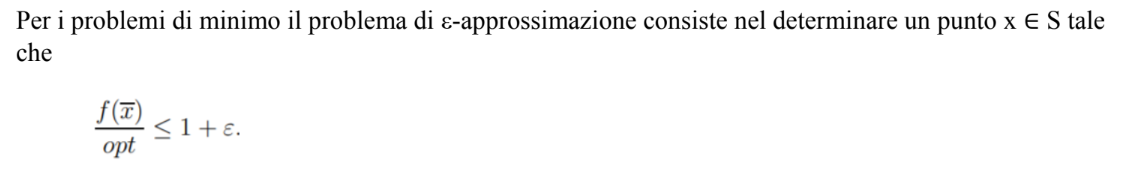 Per i problemi di minimo il problema di ε-approssimazione consiste nel determinare un punto x ∈ S tale
che
f(x̅)/opt ≤ 1 + ε.